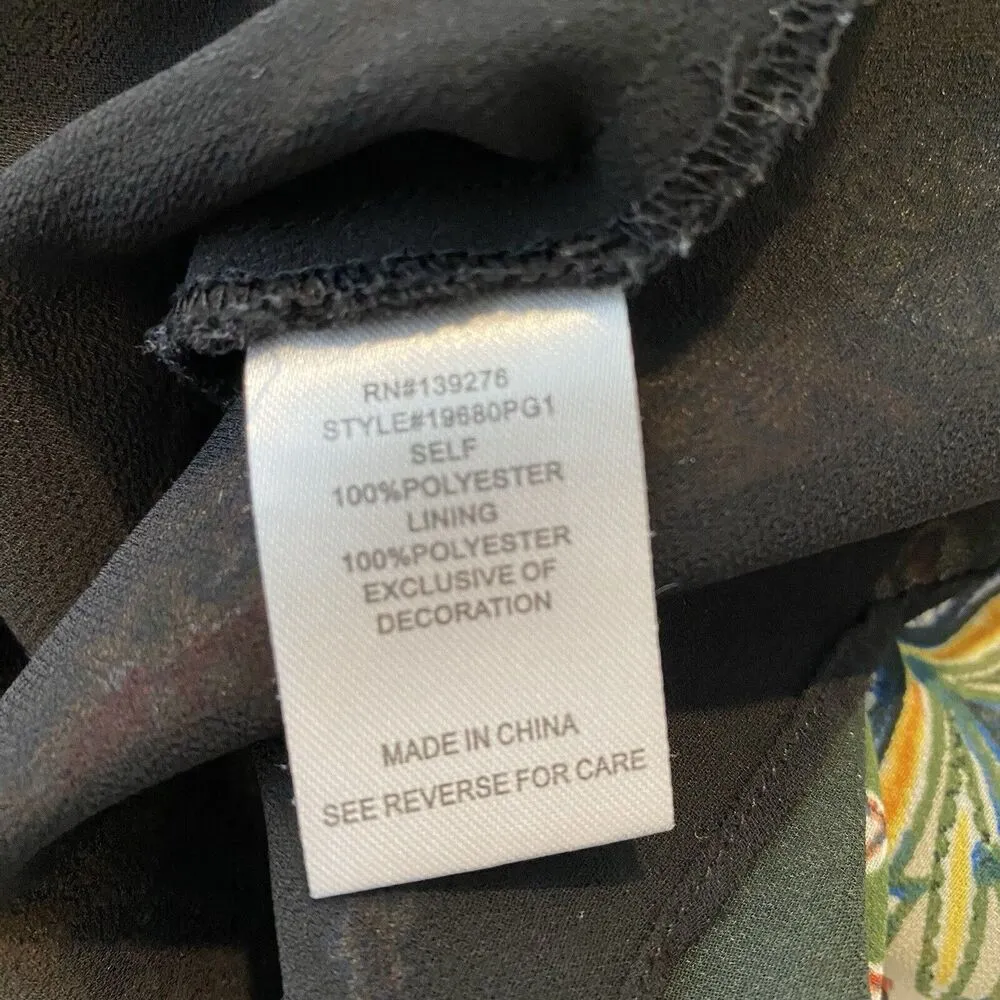 RN#139276
STYLE#19680PG1
SELF
100%POLYESTER
LINING
100%POLYESTER
EXCLUSIVE OF
DECORATION
MADE IN CHINA
SEE REVERSE FOR CARE